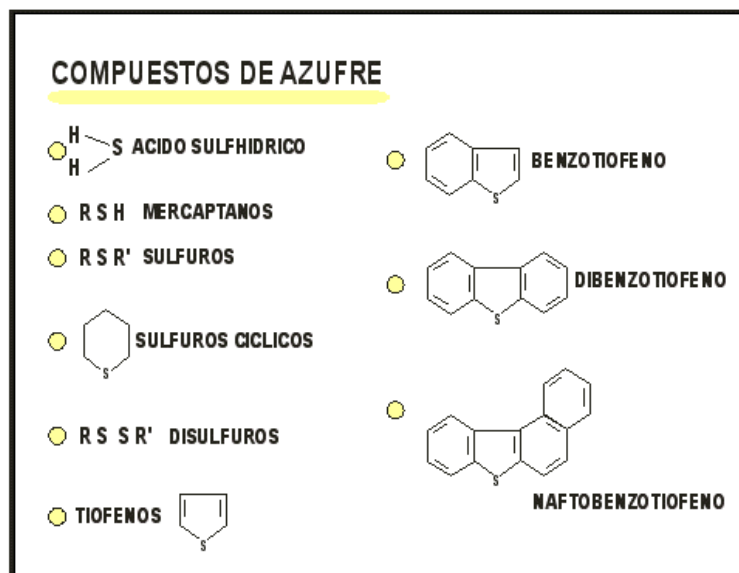 COMPUESTOS DE AZUFRE
H
S ACIDO SULFHIDRICO
H
R S H MERCAPTANOS
R S R' SULFUROS
SULFUROS CICLICOS
S
R S S R' DISULFUROS
TIOFENOS
S
BENZOTIOFENO
S
DIBENZOTIOFENO
S
S
NAFTOBENZOTIOFENO